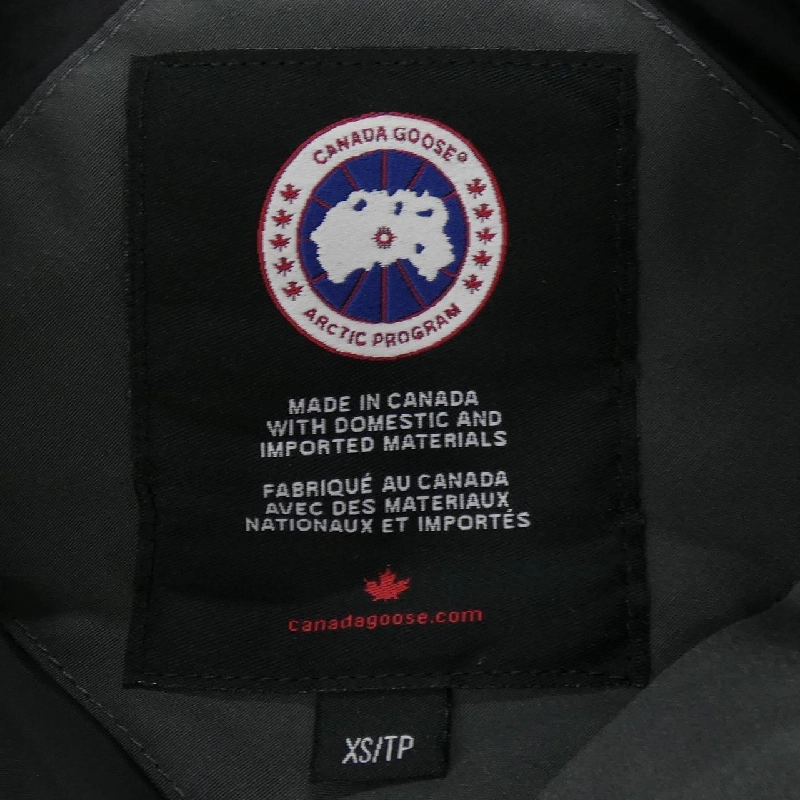 CANADA GOOSE®
ARCTIC PROGRAM
MADE IN CANADA
WITH DOMESTIC AND
IMPORTED MATERIALS
FABRIQUÉ AU CANADA
AVEC DES MATERIAUX
NATIONAUX ET IMPORTÉS
canadagoose.com
XS/TP